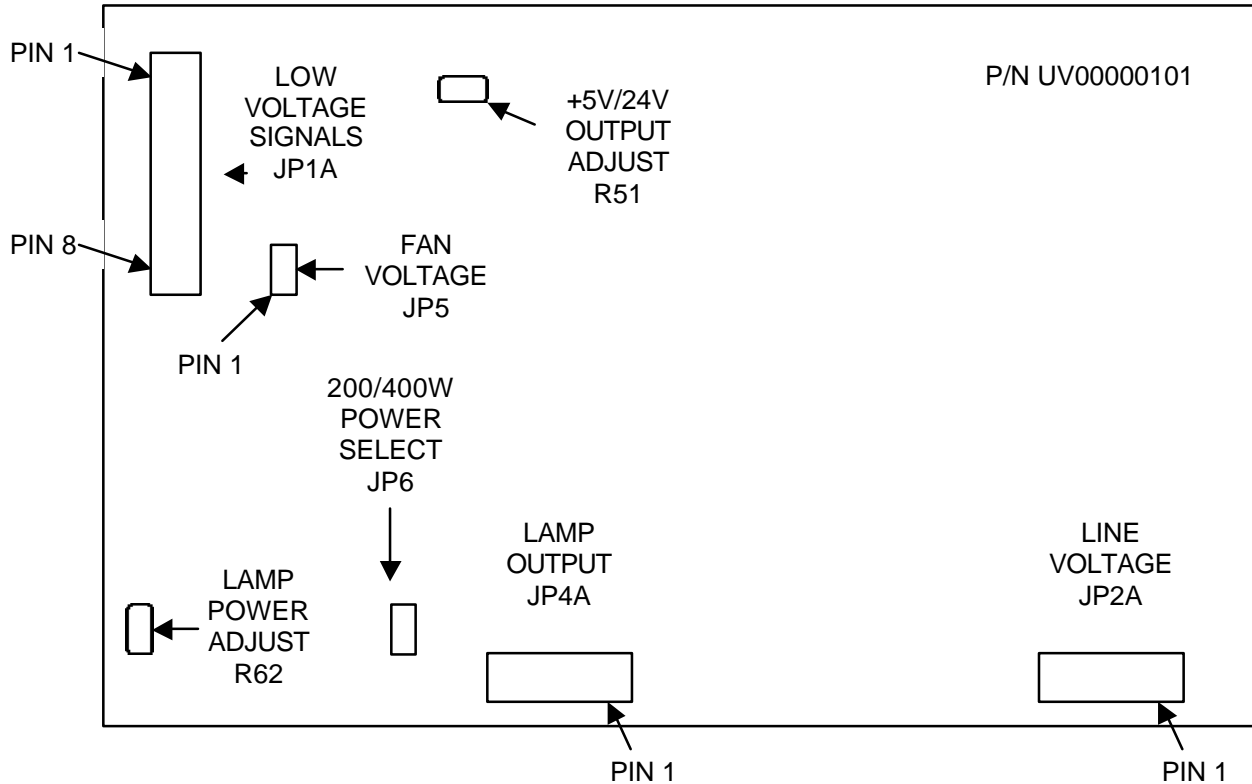 PIN 1
LOW
VOLTAGE
SIGNALS
JP1A
+5V/24V
OUTPUT
ADJUST
R51
P/N UV00000101
PIN 8
FAN
VOLTAGE
JP5
PIN 1
200/400W
POWER
SELECT
JP6
LAMP
OUTPUT
JP4A
LINE
VOLTAGE
JP2A
LAMP
POWER
ADJUST
R62
PIN 1
PIN 1